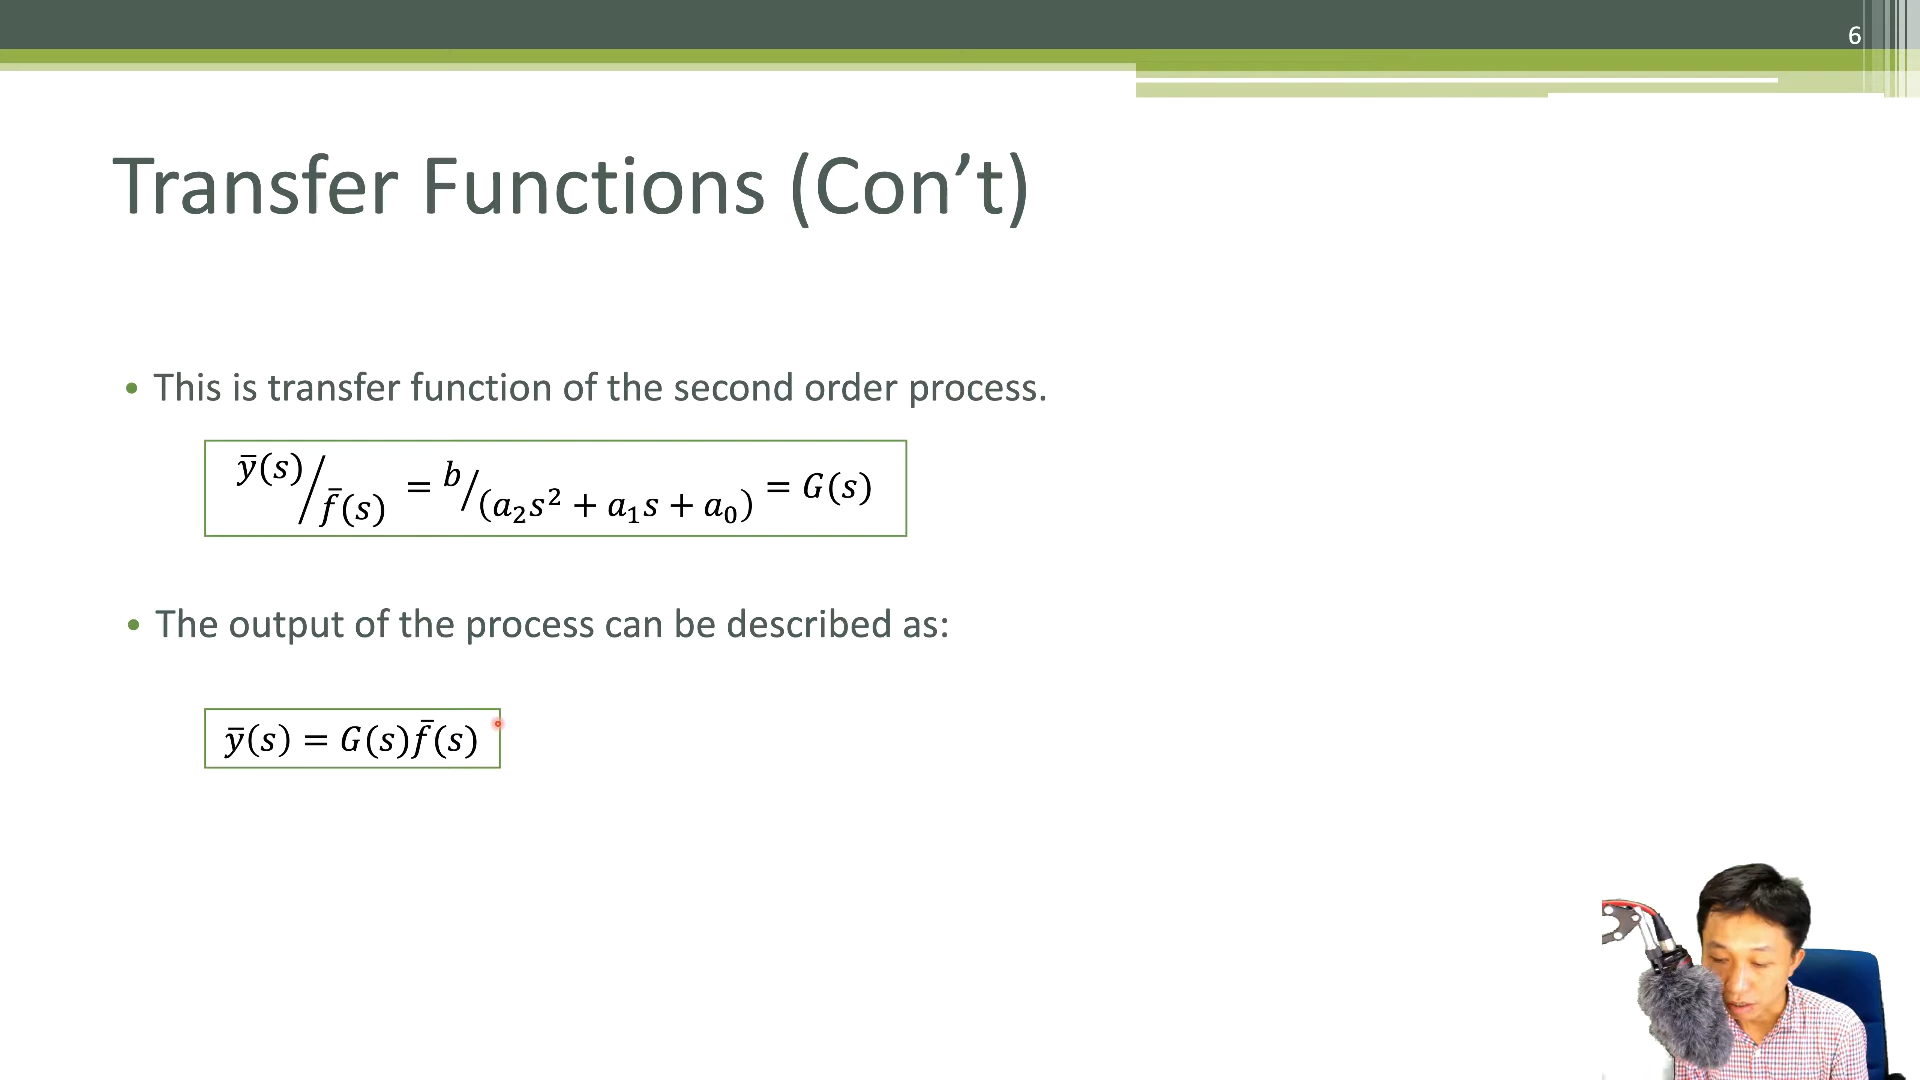 6
Transfer Functions (Con’t)
• This is transfer function of the second order process.
ȳ(s)/f̄(s) = b/(a₂s² + a₁s + a₀) = G(s)
• The output of the process can be described as:
ȳ(s) = G(s)f̄(s)